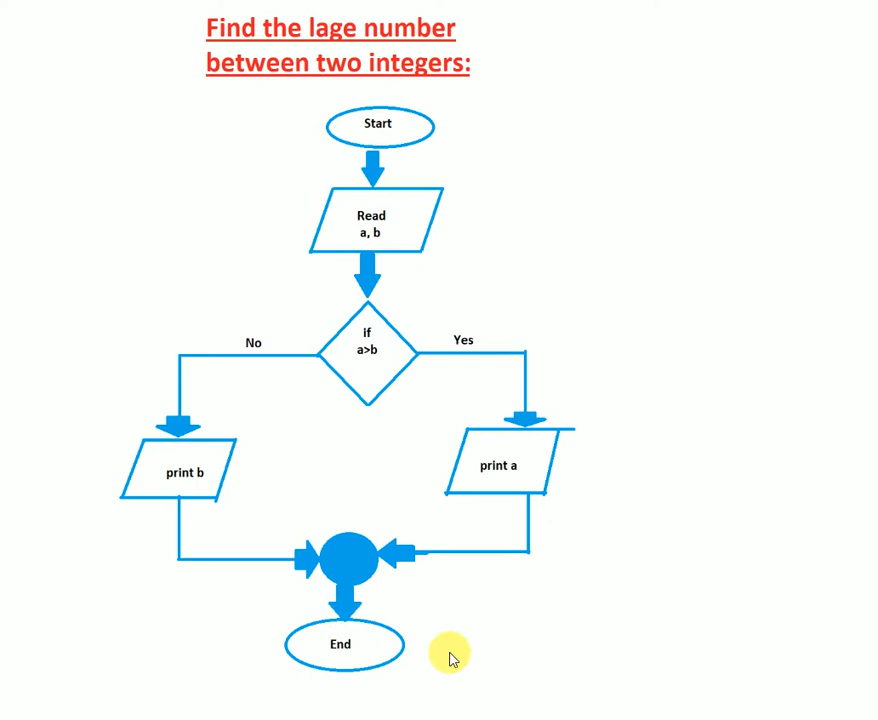 Find the lage number
between two integers:
Start
Read
a, b
if
a>b
No
Yes
print b
print a
End